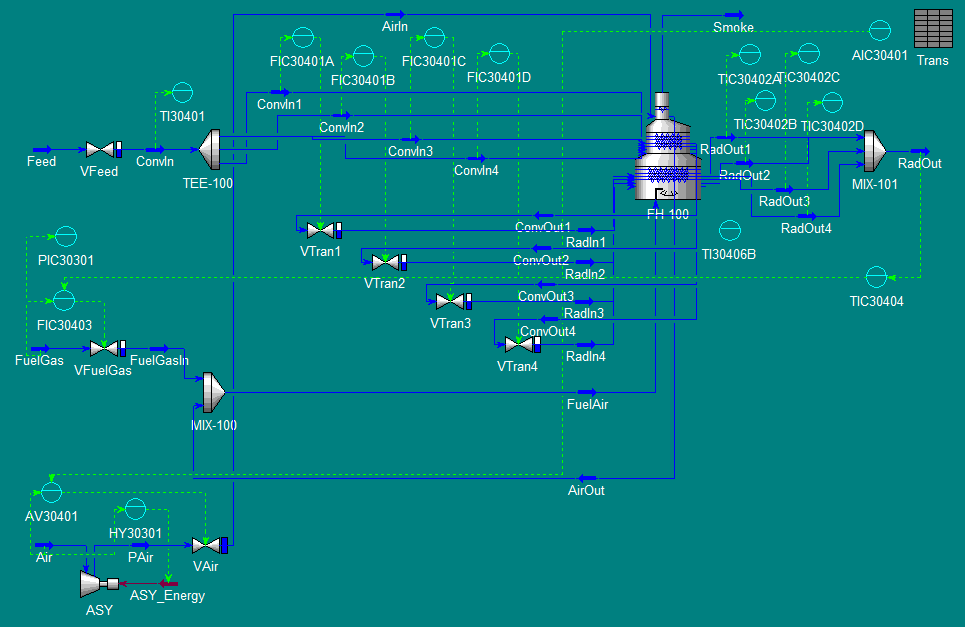 AirIn
Smoke
FIC30401A
FIC30401B
FIC30401C
FIC30401D
AIC30401
Trans
TIC30402A
TIC30402C
TI30401
ConvIn1
ConvIn2
TIC30402B
TIC30402D
Feed
VFeed
ConvIn
TEE-100
ConvIn3
ConvIn4
RadOut1
RadOut2
RadOut3
RadOut4
MIX-101
RadOut
FH-100
PIC30301
VTran1
ConvOut1
RadIn1
TI30406B
VTran2
ConvOut2
RadIn2
FIC30403
VTran3
ConvOut3
RadIn3
TIC30404
FuelGas
VFuelGas
FuelGasIn
VTran4
ConvOut4
RadIn4
MIX-100
FuelAir
AirOut
AV30401
HY30301
Air
PAir
VAir
ASY
ASY_Energy